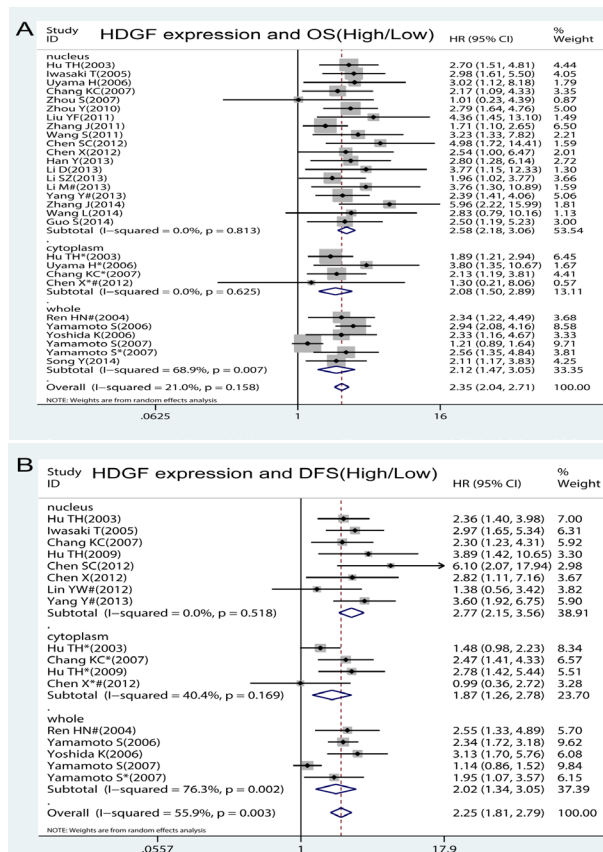 A
Study HDGF expression and OS(High/Low) %
ID HR (95% CI) Weight
nucleus
Hu TH(2003) 2.70 (1.51, 4.81) 4.44
Iwasaki T(2005) 2.98 (1.61, 5.50) 4.05
Uyama H(2006) 3.02 (1.12, 8.18) 1.79
Chang KC(2007) 2.17 (1.09, 4.33) 3.35
Zhou S(2007) 1.01 (0.23, 4.39) 0.87
Zhou Y(2010) 2.79 (1.64, 4.76) 5.00
Liu YF(2011) 4.36 (1.45, 13.10) 1.49
Zhang J(2011) 1.71 (1.10, 2.65) 6.50
Wang S(2011) 3.23 (1.33, 7.82) 2.21
Chen SC(2012) 4.98 (1.72, 14.41) 1.59
Chen X(2012) 2.54 (1.00, 6.47) 2.01
Han Y(2013) 2.80 (1.28, 6.14) 2.72
Li D(2013) 3.77 (1.15, 12.33) 1.30
Li SZ(2013) 1.96 (1.02, 3.77) 3.66
Li M#(2013) 3.76 (1.30, 10.89) 1.59
Yang Y#(2013) 2.39 (1.41, 4.06) 5.06
Zhang J(2014) 5.96 (2.22, 15.99) 1.81
Wang L(2014) 2.83 (0.79, 10.16) 1.13
Guo S(2014) 2.50 (1.19, 5.23) 3.00
Subtotal (I-squared = 0.0%, p = 0.813) 2.58 (2.18, 3.06) 53.54
.
cytoplasm
Hu TH*(2003) 1.89 (1.21, 2.94) 6.45
Uyama H*(2006) 3.80 (1.35, 10.67) 1.67
Chang KC*(2007) 2.13 (1.19, 3.81) 4.41
Chen X*#(2012) 1.30 (0.21, 8.06) 0.57
Subtotal (I-squared = 0.0%, p = 0.625) 2.08 (1.50, 2.89) 13.11
.
whole
Ren HN#(2004) 2.34 (1.22, 4.49) 3.68
Yamamoto S(2006) 2.94 (2.08, 4.16) 8.58
Yoshida K(2006) 2.33 (1.16, 4.67) 3.33
Yamamoto S(2007) 1.21 (0.89, 1.64) 9.71
Yamamoto S*(2007) 2.56 (1.35, 4.84) 3.81
Song Y(2014) 2.11 (1.17, 3.83) 4.25
Subtotal (I-squared = 68.9%, p = 0.007) 2.12 (1.47, 3.05) 33.35
.
Overall (I-squared = 21.0%, p = 0.158) 2.35 (2.04, 2.71) 100.00
NOTE: Weights are from random effects analysis
.0625 1 16
B
Study HDGF expression and DFS(High/Low) %
ID HR (95% CI) Weight
nucleus
Hu TH(2003) 2.36 (1.40, 3.98) 7.00
Iwasaki T(2005) 2.97 (1.65, 5.34) 6.31
Chang KC(2007) 2.30 (1.23, 4.31) 5.92
Hu TH(2009) 3.89 (1.42, 10.65) 3.30
Chen SC(2012) 6.10 (2.07, 17.94) 2.98
Chen X(2012) 2.82 (1.11, 7.16) 3.67
Lin YW#(2012) 1.38 (0.56, 3.42) 3.82
Yang Y#(2013) 3.60 (1.92, 6.75) 5.90
Subtotal (I-squared = 0.0%, p = 0.518) 2.77 (2.15, 3.56) 38.91
.
cytoplasm
Hu TH*(2003) 1.48 (0.98, 2.23) 8.34
Chang KC*(2007) 2.47 (1.41, 4.33) 6.57
Hu TH*(2009) 2.78 (1.42, 5.44) 5.51
Chen X*#(2012) 0.99 (0.36, 2.72) 3.28
Subtotal (I-squared = 40.4%, p = 0.169) 1.87 (1.26, 2.78) 23.70
.
whole
Ren HN#(2004) 2.55 (1.33, 4.89) 5.70
Yamamoto S(2006) 2.34 (1.72, 3.18) 9.62
Yoshida K(2006) 3.13 (1.70, 5.76) 6.08
Yamamoto S(2007) 1.14 (0.86, 1.52) 9.84
Yamamoto S*(2007) 1.95 (1.07, 3.57) 6.15
Subtotal (I-squared = 76.3%, p = 0.002) 2.02 (1.34, 3.05) 37.39
.
Overall (I-squared = 55.9%, p = 0.003) 2.25 (1.81, 2.79) 100.00
NOTE: Weights are from random effects analysis
.0557 1 17.9